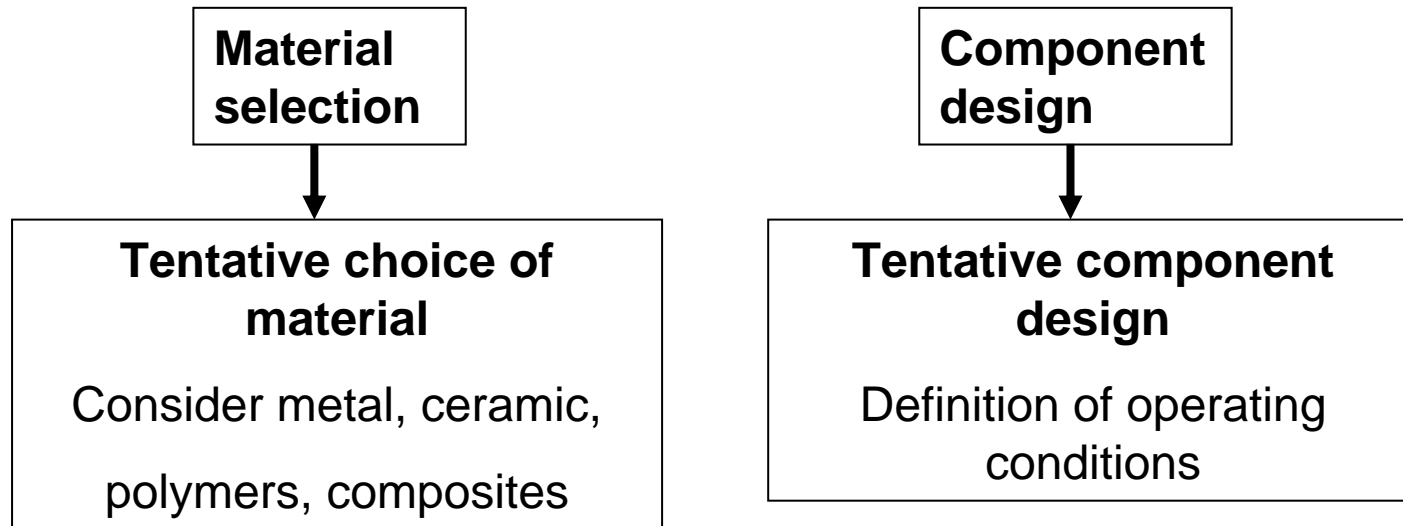 Material
selection
Component
design
Tentative choice of
material
Consider metal, ceramic,
polymers, composites
Tentative component
design
Definition of operating
conditions